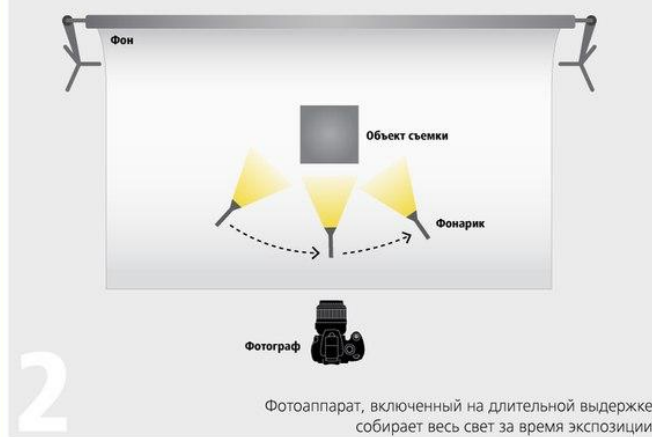 Фон
Объект съемки
Фонарик
Фотограф
2
Фотоаппарат, включенный на длительной выдержке
собирает весь свет за время экспозиции